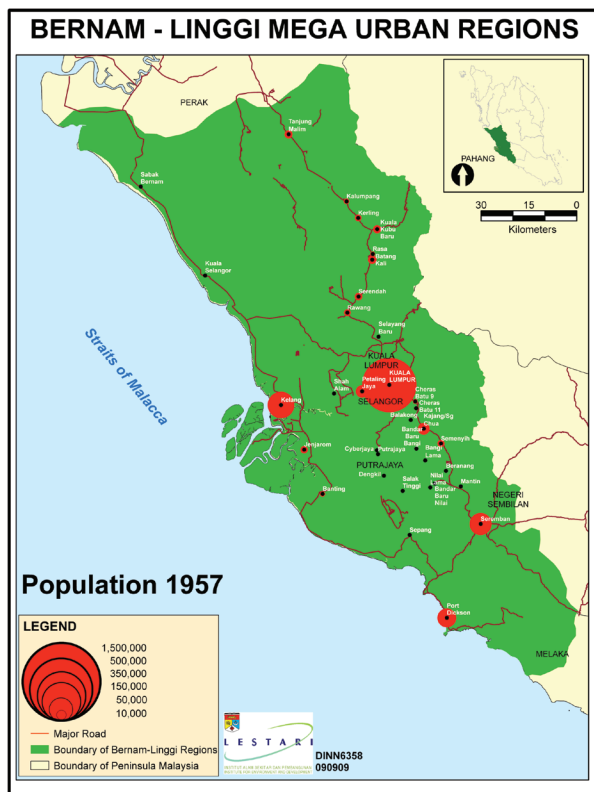 BERNAM - LINGGI MEGA URBAN REGIONS
PERAK
Tanjung
Malim
PAHANG
Sabak
Bernam
Kalumpang
Kerling
Kuala
Kubu
Baru
30 15 0
Kilometers
Rasa
Batang
Kali
Kuala
Selangor
Serendah
Rawang
Selayang
Baru
Straits of Malacca
KUALA
LUMPUR
KUALA
LUMPUR
Petaling
Jaya
Shah
Alam
SELANGOR
Cheras
Batu 9
Cheras
Batu 11
Kelang
Balakong
Kajang/Sg
Chua
Bandar
Baru
Bangi
Semenyih
Bangi
Lama
Jenjarom
Cyberjaya
Putrajaya
PUTRAJAYA
Beranang
Dengkil
Salak
Tinggi
Nilai
Lama
Bandar
Baru
Nilai
Mantin
Banting
NEGERI
SEMBILAN
Seremban
Sepang
Population 1957
Port
Dickson
MELAKA
LEGEND
1,500,000
500,000
350,000
150,000
50,000
10,000
Major Road
Boundary of Bernam-Linggi Regions
Boundary of Peninsula Malaysia
LESTARI
DINN6358
090909